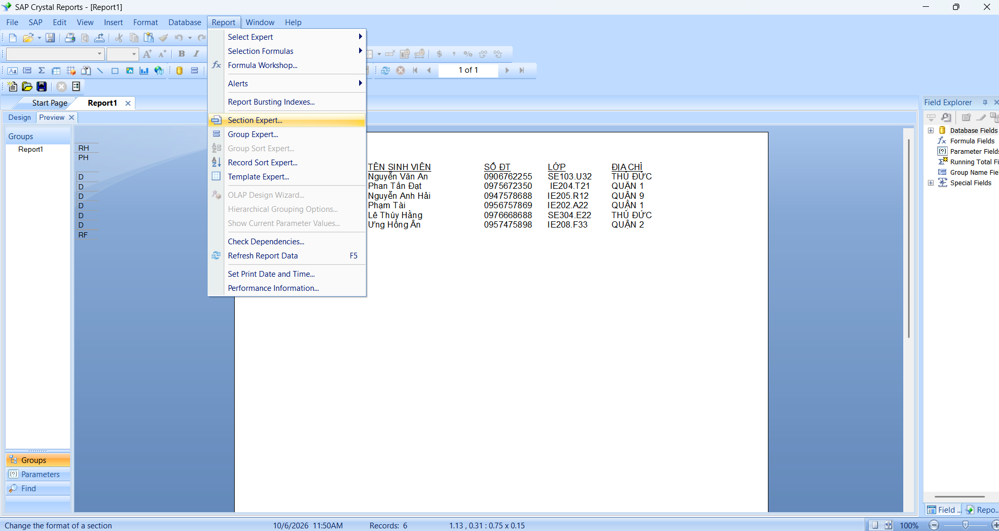 SAP Crystal Reports - [Report1]
File SAP Edit View Insert Format Database Report Window Help
Select Expert
Selection Formulas
Formula Workshop...
Alerts
Report Bursting Indexes...
Section Expert...
Group Expert...
Group Sort Expert...
Record Sort Expert...
Template Expert...
OLAP Design Wizard...
Hierarchical Grouping Options...
Show Current Parameter Values...
Check Dependencies...
Refresh Report Data F5
Set Print Date and Time...
Performance Information...
1 of 1
Start Page Report1
Design Preview
Groups
Report1
RH
PH
D
D
D
D
D
D
RF
TÊN SINH VIÊN SỐ ĐT LỚP ĐỊA CHỈ
Nguyễn Văn An 0906762255 SE103.U32 THỦ ĐỨC
Phan Tấn Đạt 0975672350 IE204.T21 QUẬN 1
Nguyễn Anh Hải 0947578688 IE205.R12 QUẬN 9
Phạm Tài 0956757869 IE202.A22 QUẬN 1
Lê Thúy Hằng 0976668688 SE304.E22 THỦ ĐỨC
Ưng Hồng Ân 0957475898 IE208.F33 QUẬN 2
Field Explorer
Database Fields
Formula Fields
Parameter Fields
Running Total Fi
Group Name Fie
Special Fields
Groups
Parameters
Find
Field ... Repo...
Change the format of a section 10/6/2026 11:50AM Records: 6 1.13 , 0.31 : 0.75 x 0.15 100%